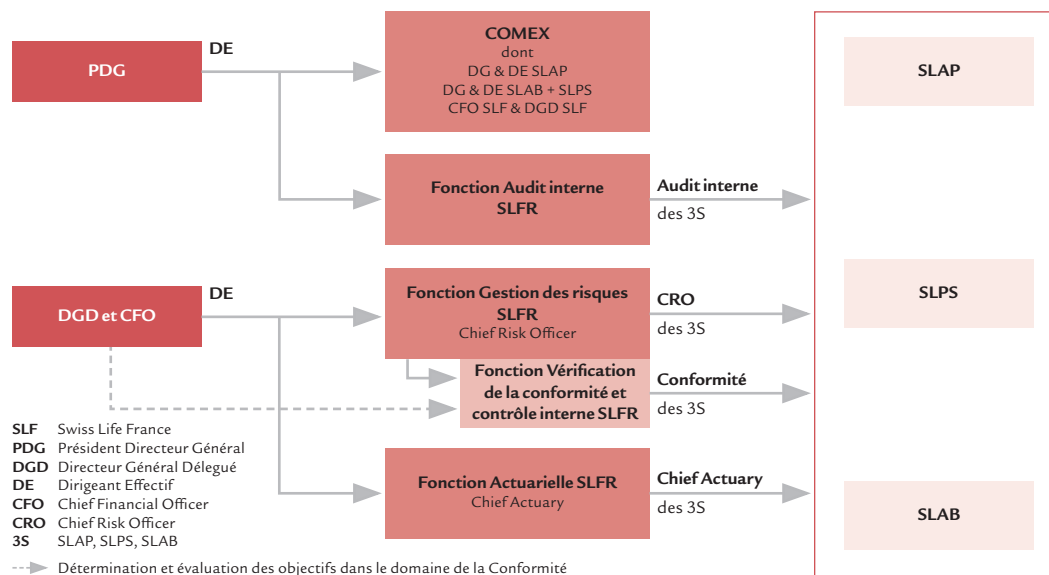 PDG
DE
COMEX
dont
DG & DE SLAP
DG & DE SLAB + SLPS
CFO SLF & DGD SLF
SLAP
Fonction Audit interne
SLFR
Audit interne
des 3S
DGD et CFO
DE
Fonction Gestion des risques
SLFR
Chief Risk Officer
CRO
des 3S
SLPS
Fonction Vérification
de la conformité et
contrôle interne SLFR
Conformité
des 3S
Fonction Actuarielle SLFR
Chief Actuary
Chief Actuary
des 3S
SLAB
SLF Swiss Life France
PDG Président Directeur Général
DGD Directeur Général Délegué
DE Dirigeant Effectif
CFO Chief Financial Officer
CRO Chief Risk Officer
3S SLAP, SLPS, SLAB
Détermination et évaluation des objectifs dans le domaine de la Conformité